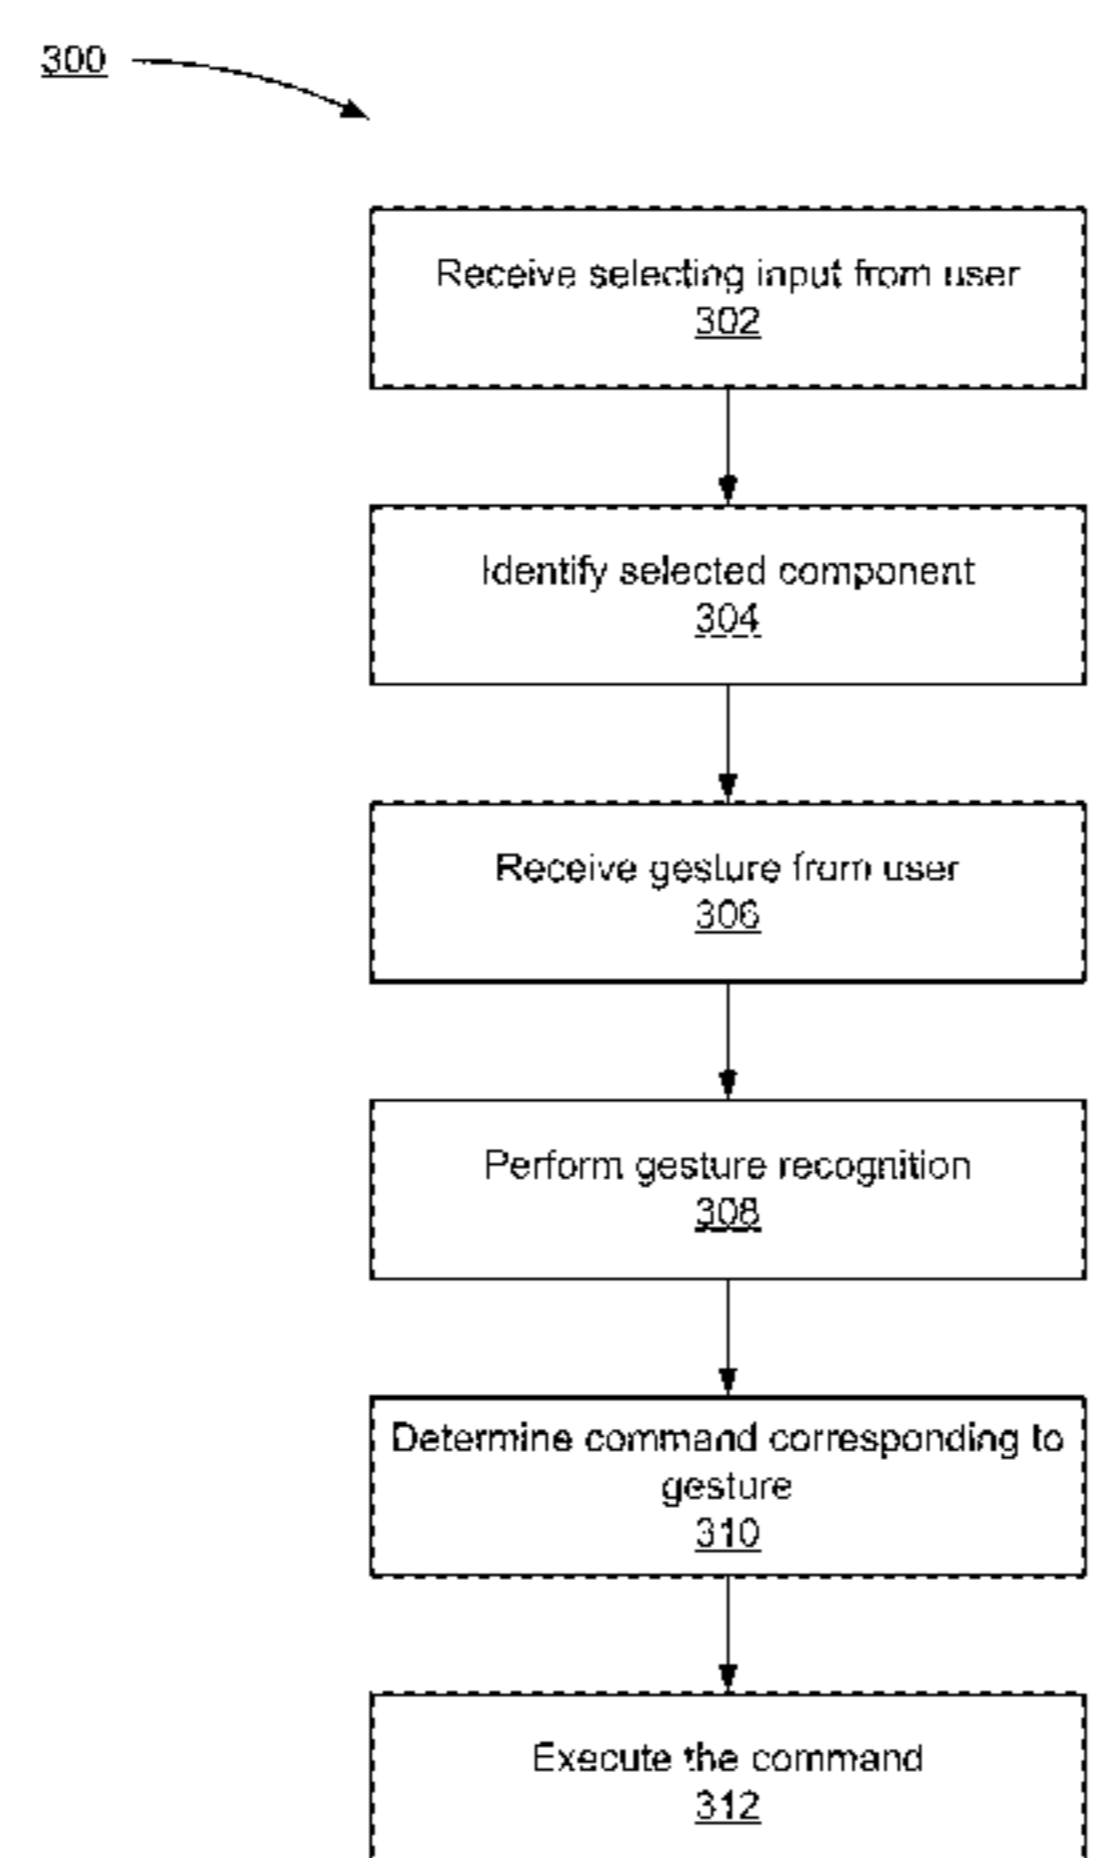 300
Receive selecting input from user
302
Identify selected component
304
Receive gesture from user
306
Perform gesture recognition
308
Determine command corresponding to
gesture
310
Execute the command
312